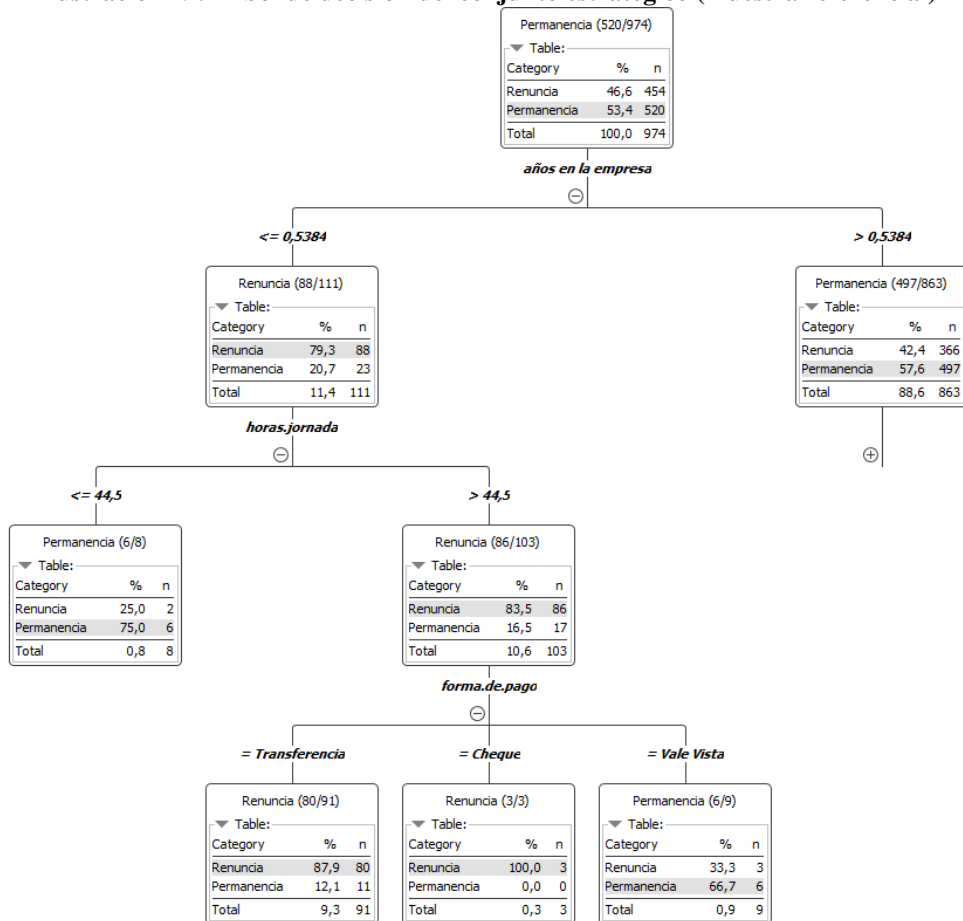 Árbol de decisión del conjunto estratégico (muestra referencial)
Permanencia (520/974)
Table:
Category % n
Renuncia 46,6 454
Permanencia 53,4 520
Total 100,0 974
años en la empresa
<= 0,5384
> 0,5384
Renuncia (88/111)
Table:
Category % n
Renuncia 79,3 88
Permanencia 20,7 23
Total 11,4 111
Permanencia (497/863)
Table:
Category % n
Renuncia 42,4 366
Permanencia 57,6 497
Total 88,6 863
horas.jornada
<= 44,5
> 44,5
Permanencia (6/8)
Table:
Category % n
Renuncia 25,0 2
Permanencia 75,0 6
Total 0,8 8
Renuncia (86/103)
Table:
Category % n
Renuncia 83,5 86
Permanencia 16,5 17
Total 10,6 103
forma.de.pago
= Transferencia
= Cheque
= Vale Vista
Renuncia (80/91)
Table:
Category % n
Renuncia 87,9 80
Permanencia 12,1 11
Total 9,3 91
Renuncia (3/3)
Table:
Category % n
Renuncia 100,0 3
Permanencia 0,0 0
Total 0,3 3
Permanencia (6/9)
Table:
Category % n
Renuncia 33,3 3
Permanencia 66,7 6
Total 0,9 9